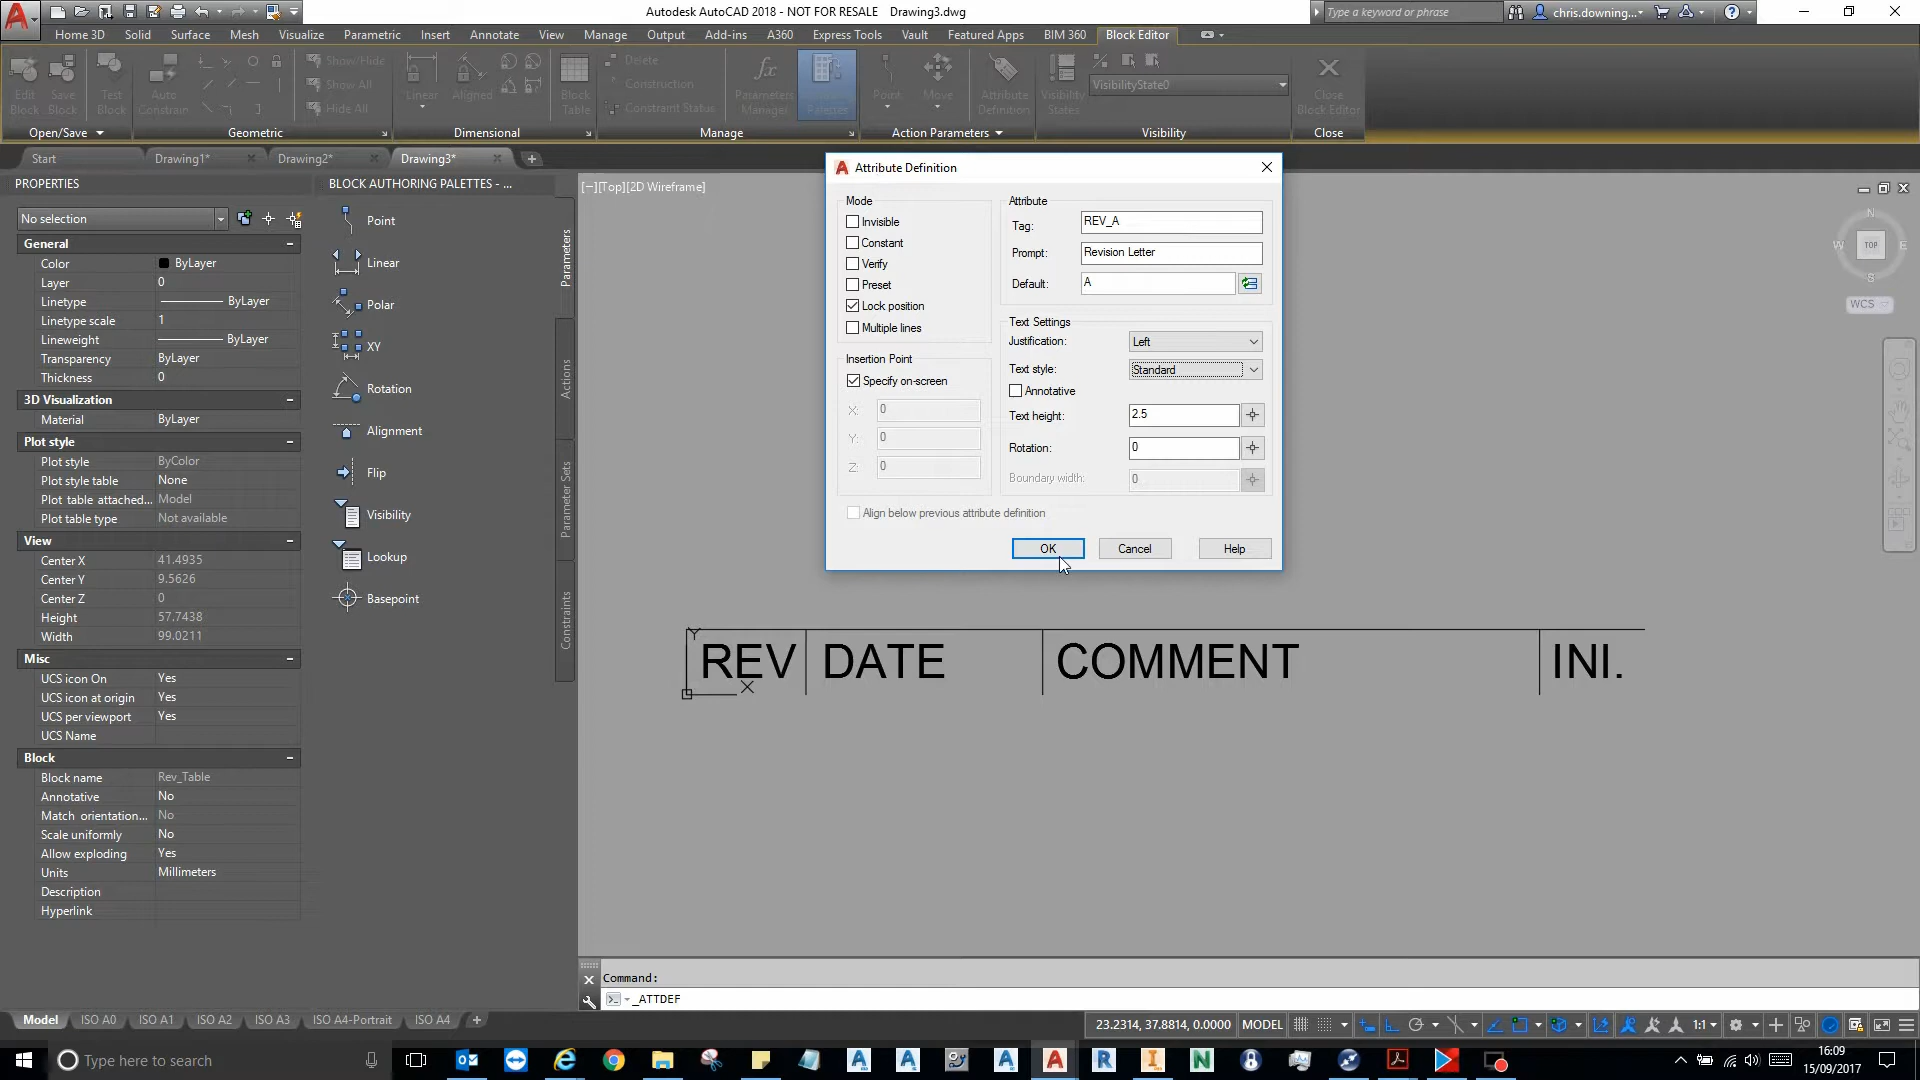 Autodesk AutoCAD 2018 - NOT FOR RESALE Drawing3.dwg
Type a keyword or phrase
chris.downing...
Home 3D Solid Surface Mesh Visualize Parametric Insert Annotate View Manage Output Add-ins A360 Express Tools Vault Featured Apps BIM 360 Block Editor
Edit Block
Save Block
Test Block
Auto Constrain
Show/Hide
Show All
Hide All
Linear
Aligned
Block Table
Delete
Construction
Constraint Status
Parameters Manager
Palettes
Point
Move
Attribute Definition
Visibility States
VisibilityState0
Close Block Editor
Open/Save Geometric Dimensional Manage Action Parameters Visibility Close
Start Drawing1* Drawing2* Drawing3*
PROPERTIES
No selection
General
Color ByLayer
Layer 0
Linetype ByLayer
Linetype scale 1
Lineweight ByLayer
Transparency ByLayer
Thickness 0
3D Visualization
Material ByLayer
Plot style
Plot style ByColor
Plot style table None
Plot table attached... Model
Plot table type Not available
View
Center X 41.4935
Center Y 9.5626
Center Z 0
Height 57.7438
Width 99.0211
Misc
UCS icon On Yes
UCS icon at origin Yes
UCS per viewport Yes
UCS Name
Block
Block name Rev_Table
Annotative No
Match orientation... No
Scale uniformly No
Allow exploding Yes
Units Millimeters
Description
Hyperlink
BLOCK AUTHORING PALETTES - ...
Point
Linear
Polar
XY
Rotation
Alignment
Flip
Visibility
Lookup
Basepoint
Parameters
Actions
Parameter Sets
Constraints
[−][Top][2D Wireframe]
Attribute Definition
Mode
Invisible
Constant
Verify
Preset
Lock position
Multiple lines
Insertion Point
Specify on-screen
X: 0
Y: 0
Z: 0
Attribute
Tag: REV_A
Prompt: Revision Letter
Default: A
Text Settings
Justification: Left
Text style: Standard
Annotative
Text height: 2.5
Rotation: 0
Boundary width: 0
Align below previous attribute definition
OK Cancel Help
N
W TOP E
S
WCS
Y
REV DATE COMMENT INI.
X
Command:
_ATTDEF
Model ISO A0 ISO A1 ISO A2 ISO A3 ISO A4-Portrait ISO A4
23.2314, 37.8814, 0.0000 MODEL 1:1
Type here to search
16:09
15/09/2017